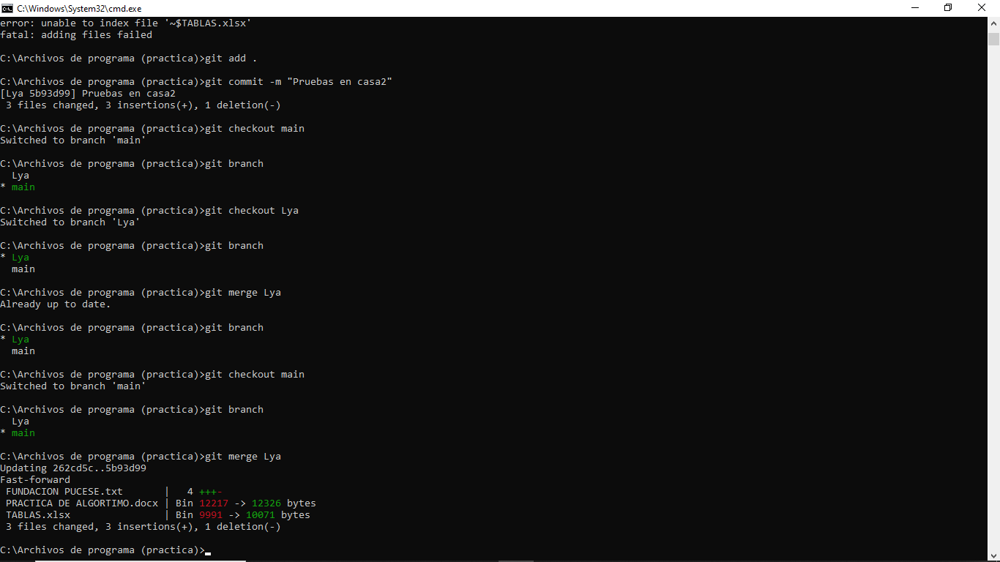 C:\Windows\System32\cmd.exe
error: unable to index file '~$TABLAS.xlsx'
fatal: adding files failed
C:\Archivos de programa (practica)>git add .
C:\Archivos de programa (practica)>git commit -m "Pruebas en casa2"
[Lya 5b93d99] Pruebas en casa2
 3 files changed, 3 insertions(+), 1 deletion(-)
C:\Archivos de programa (practica)>git checkout main
Switched to branch 'main'
C:\Archivos de programa (practica)>git branch
  Lya
* main
C:\Archivos de programa (practica)>git checkout Lya
Switched to branch 'Lya'
C:\Archivos de programa (practica)>git branch
* Lya
  main
C:\Archivos de programa (practica)>git merge Lya
Already up to date.
C:\Archivos de programa (practica)>git branch
* Lya
  main
C:\Archivos de programa (practica)>git checkout main
Switched to branch 'main'
C:\Archivos de programa (practica)>git branch
  Lya
* main
C:\Archivos de programa (practica)>git merge Lya
Updating 262cd5c..5b93d99
Fast-forward
 FUNDACION PUCESE.txt       |   4 +++-
 PRACTICA DE ALGORTIMO.docx | Bin 12217 -> 12326 bytes
 TABLAS.xlsx                | Bin 9991 -> 10071 bytes
 3 files changed, 3 insertions(+), 1 deletion(-)
C:\Archivos de programa (practica)>